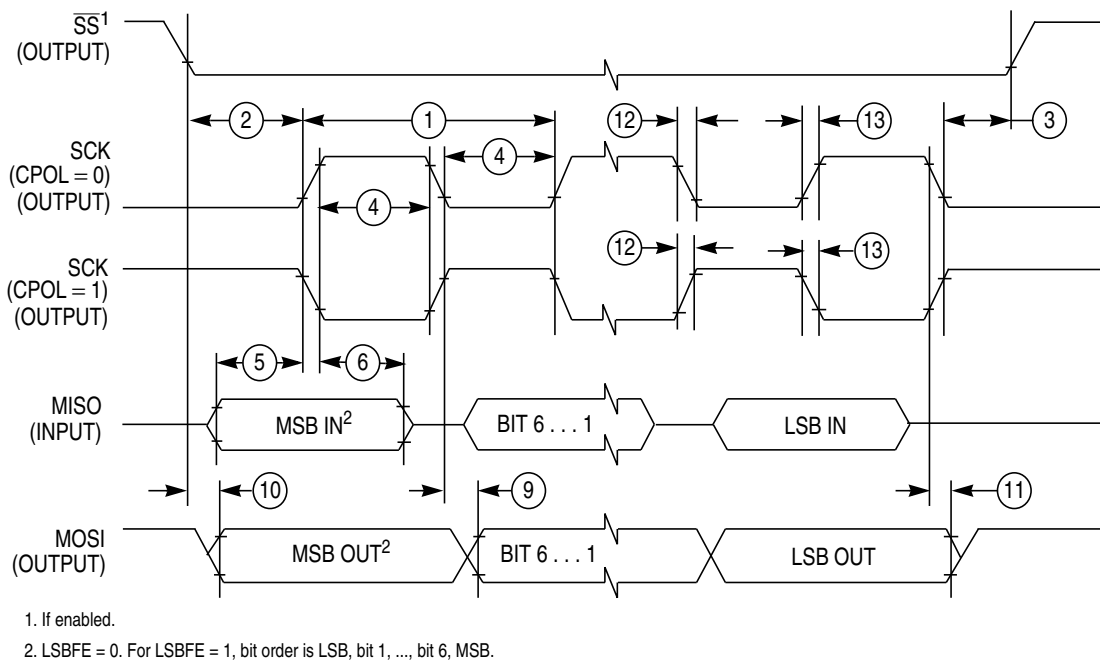 SS¹
(OUTPUT)
2
1
12
13
3
SCK
(CPOL = 0)
(OUTPUT)
4
4
SCK
(CPOL = 1)
(OUTPUT)
12
13
5
6
MISO
(INPUT)
MSB IN²
BIT 6 . . . 1
LSB IN
10
9
11
MOSI
(OUTPUT)
MSB OUT²
BIT 6 . . . 1
LSB OUT
1. If enabled.
2. LSBFE = 0. For LSBFE = 1, bit order is LSB, bit 1, ..., bit 6, MSB.